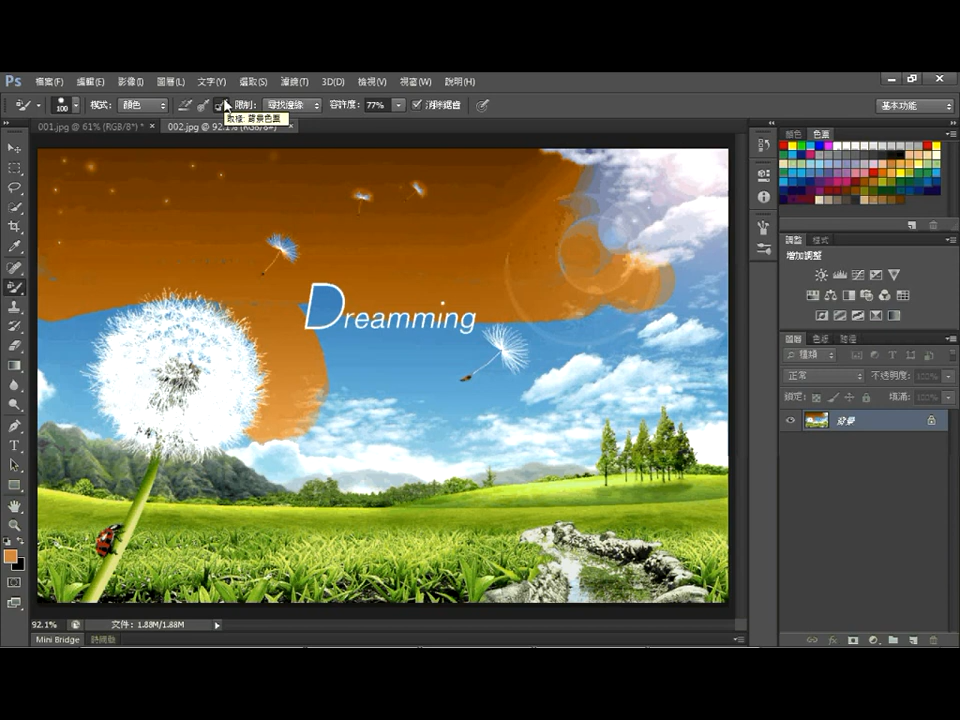 Ps 檔案(F) 編輯(E) 影像(I) 圖層(L) 文字(Y) 選取(S) 濾鏡(T) 3D(D) 檢視(V) 視窗(W) 說明(H)
100 模式: 顏色 限制: 尋找邊緣 容許度: 77% 消除鋸齒 基本功能
取樣: 背景色票
001.jpg @ 61% (RGB/8*) * × 002.jpg @ 92.1% (RGB/8#) ×
顏色 色票
Dreamming
調整 樣式
增加調整
圖層 色版 路徑
種類
正常 不透明度: 100%
鎖定: 填滿: 100%
背景
92.1% 文件: 1.88M/1.88M
Mini Bridge 時間軸